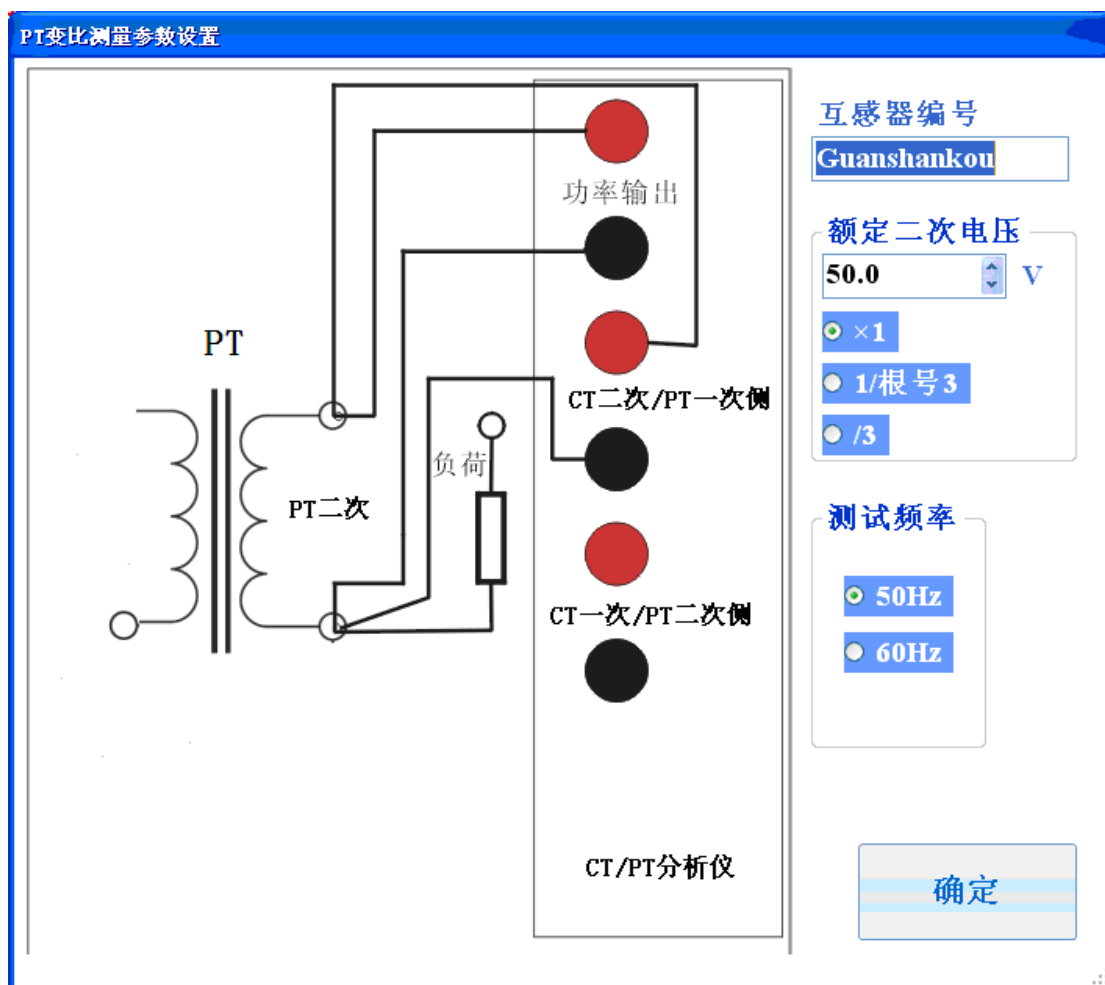 PT变比测量参数设置
功率输出
PT
CT二次/PT一次侧
负荷
PT二次
CT一次/PT二次侧
CT/PT分析仪
互感器编号
Guanshankou
额定二次电压
50.0 V
×1
1/根号3
/3
测试频率
50Hz
60Hz
确定